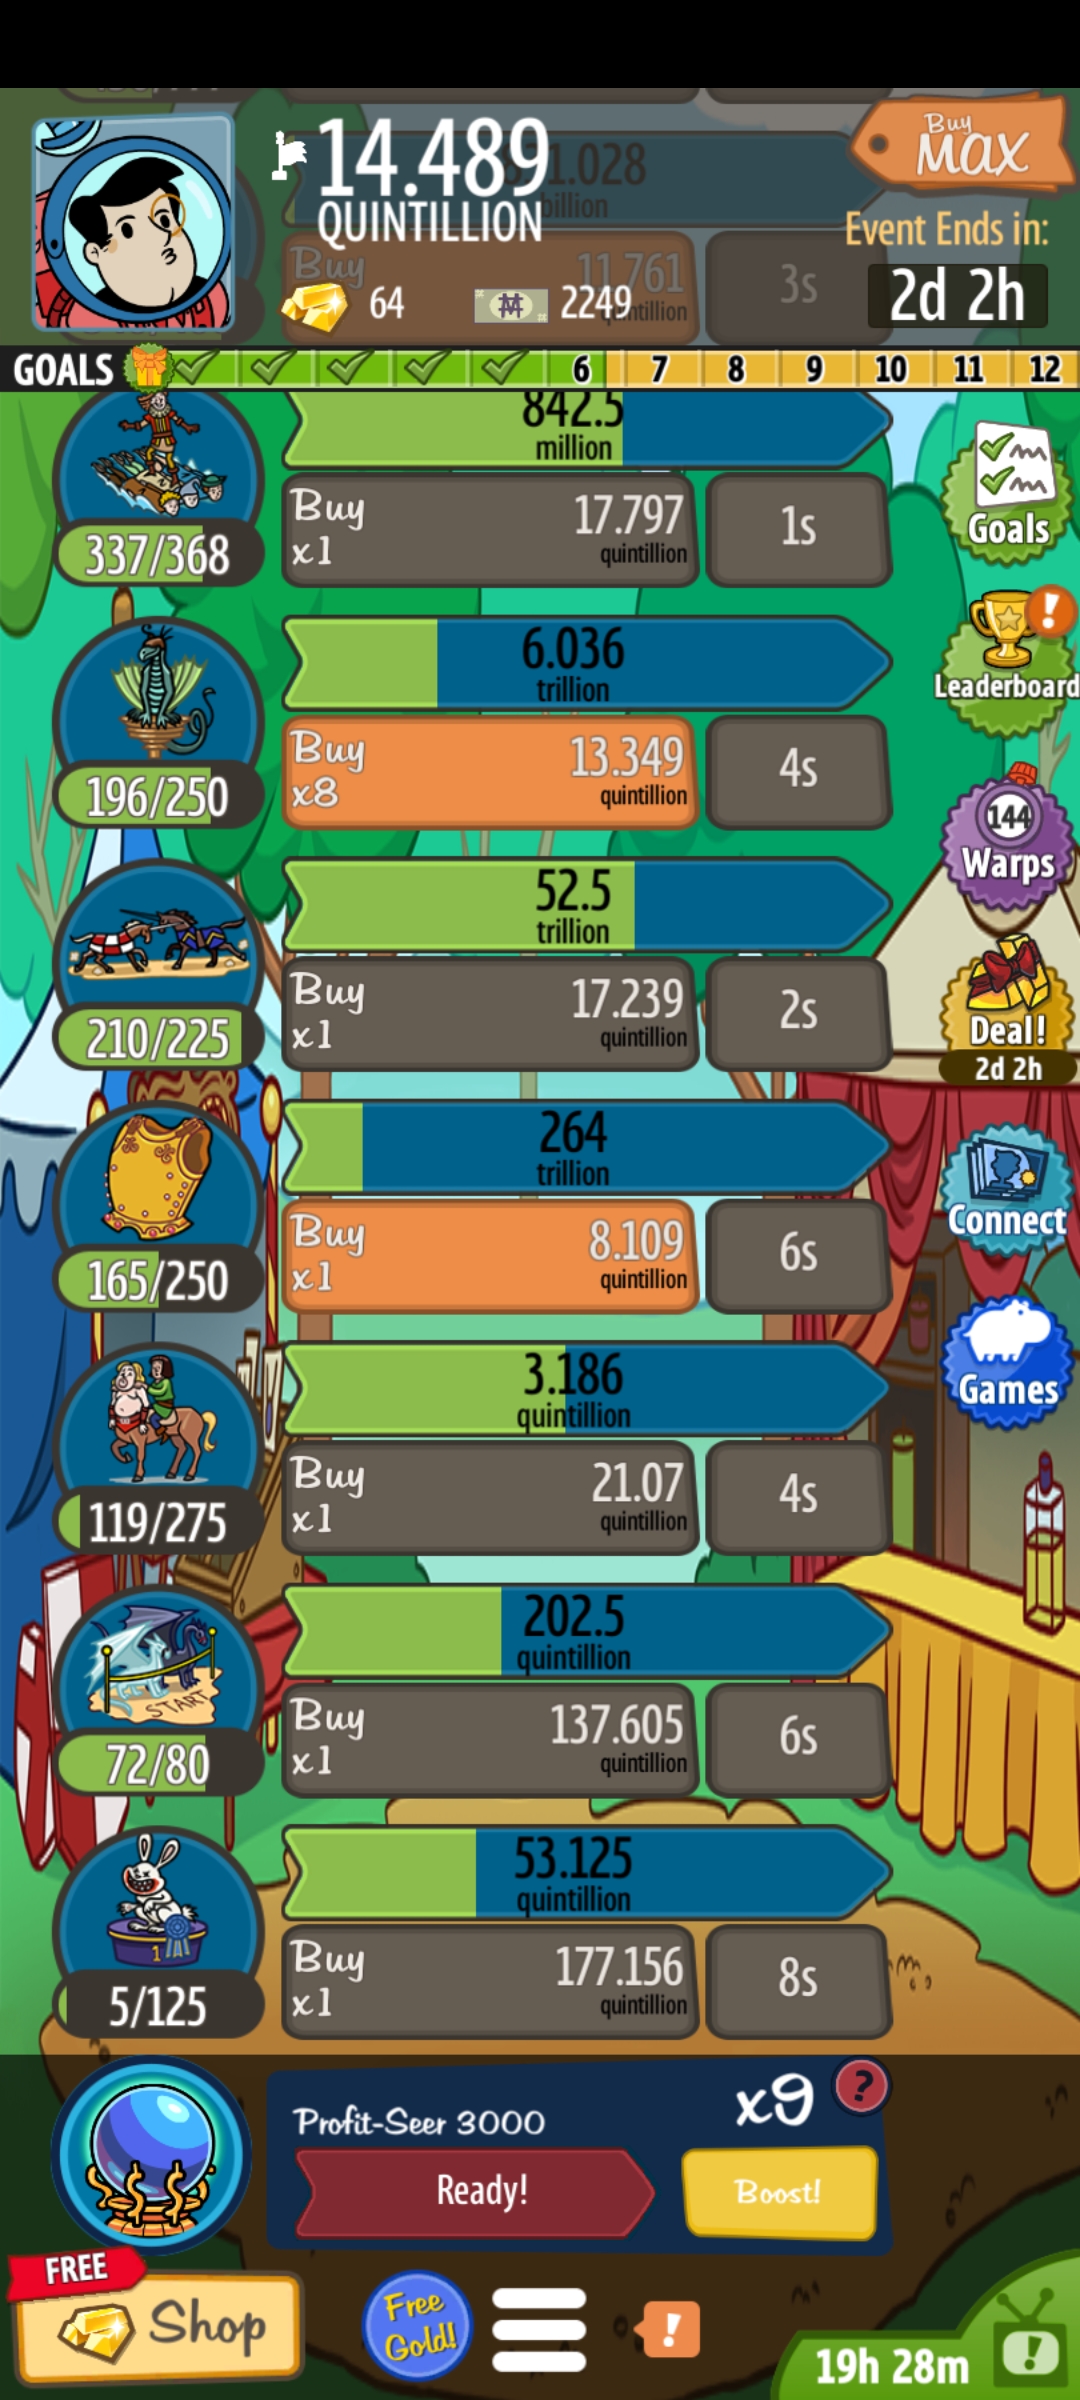 14.489
QUINTILLION
Buy
MAX
Event Ends in:
2d 2h
64
2249
Buy
11.761
3s
GOALS
6 7 8 9 10 11 12
842.5
million
337/368
Buy
x1
17.797
quintillion
1s
Goals
6.036
trillion
196/250
Buy
x8
13.349
quintillion
4s
Leaderboard
144
Warps
52.5
trillion
210/225
Buy
x1
17.239
quintillion
2s
Deal!
2d 2h
264
trillion
165/250
Buy
x1
8.109
quintillion
6s
Connect
3.186
quintillion
119/275
Buy
x1
21.07
quintillion
4s
Games
202.5
quintillion
START
72/80
Buy
x1
137.605
quintillion
6s
53.125
quintillion
1
5/125
Buy
x1
177.156
quintillion
8s
Profit-Seer 3000
x9
?
Ready!
Boost!
FREE
Shop
Free
Gold!
!
19h 28m